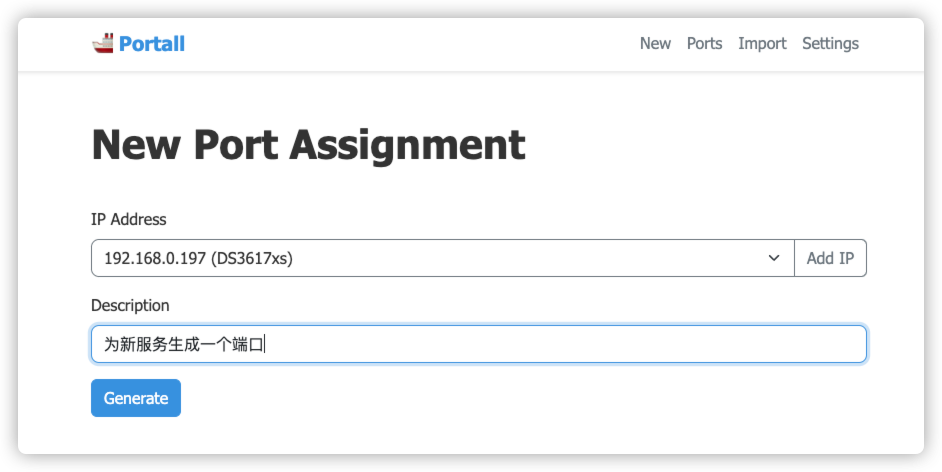 Portall
New Ports Import Settings
New Port Assignment
IP Address
192.168.0.197 (DS3617xs)
Add IP
Description
为新服务生成一个端口
Generate